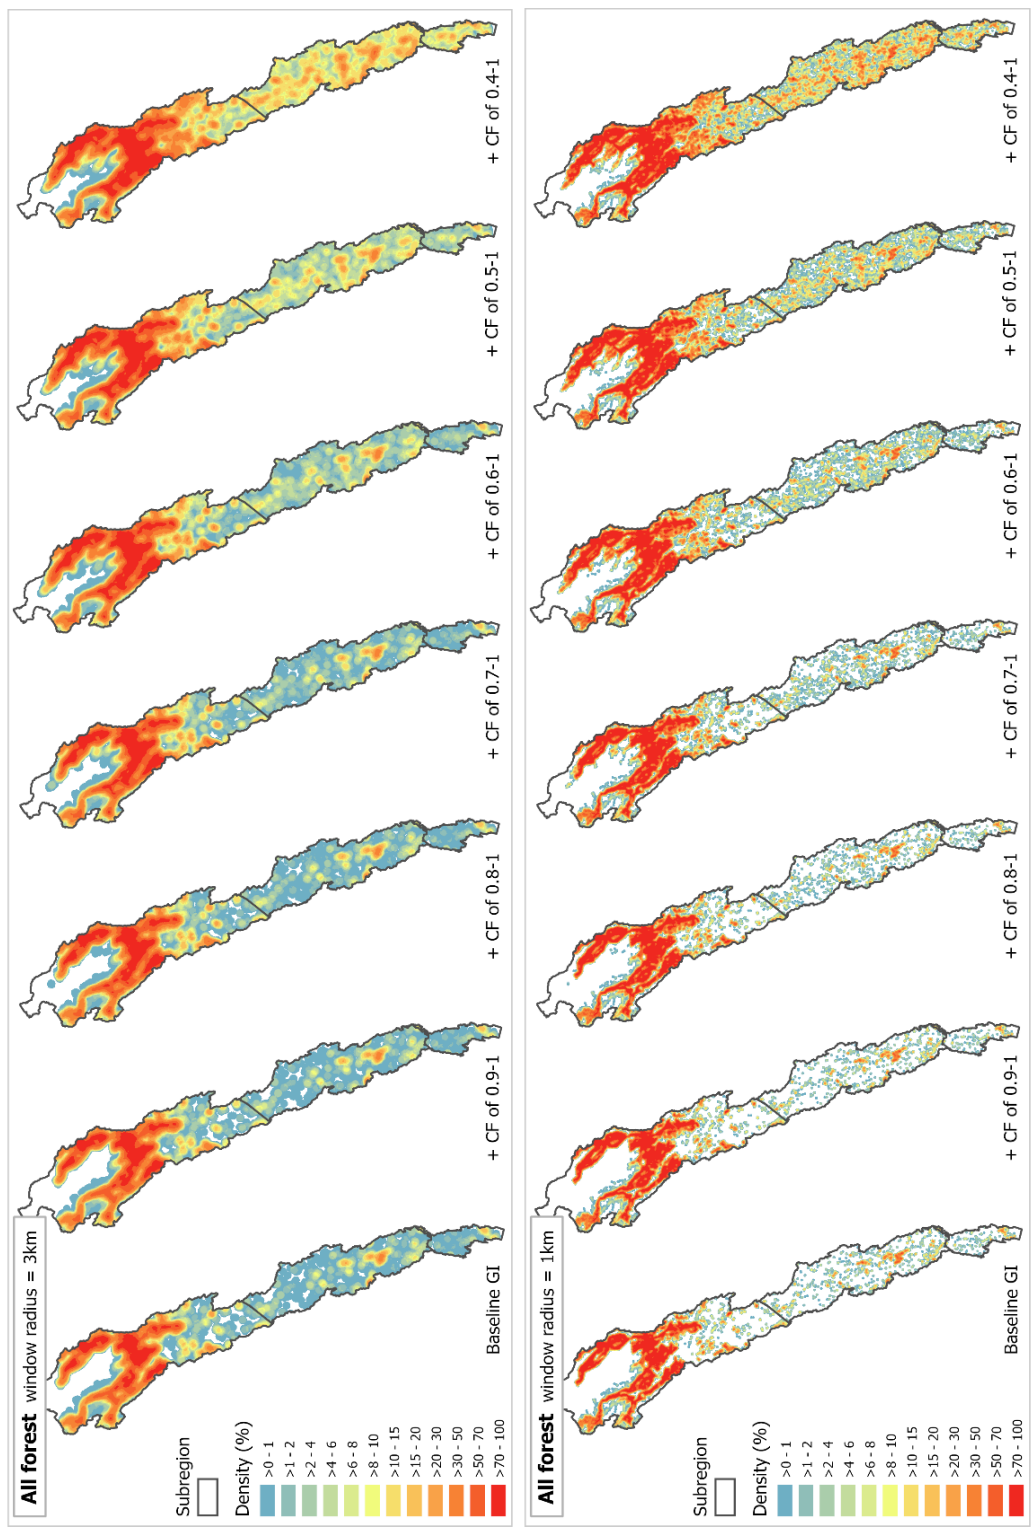 All forest window radius = 3km
Subregion
Density (%)
>0 - 1
>1 - 2
>2 - 4
>4 - 6
>6 - 8
>8 - 10
>10 - 15
>15 - 20
>20 - 30
>30 - 50
>50 - 70
>70 - 100
Baseline GI
+ CF of 0.9-1
+ CF of 0.8-1
+ CF of 0.7-1
+ CF of 0.6-1
+ CF of 0.5-1
+ CF of 0.4-1
All forest window radius = 1km
Subregion
Density (%)
>0 - 1
>1 - 2
>2 - 4
>4 - 6
>6 - 8
>8 - 10
>10 - 15
>15 - 20
>20 - 30
>30 - 50
>50 - 70
>70 - 100
Baseline GI
+ CF of 0.9-1
+ CF of 0.8-1
+ CF of 0.7-1
+ CF of 0.6-1
+ CF of 0.5-1
+ CF of 0.4-1